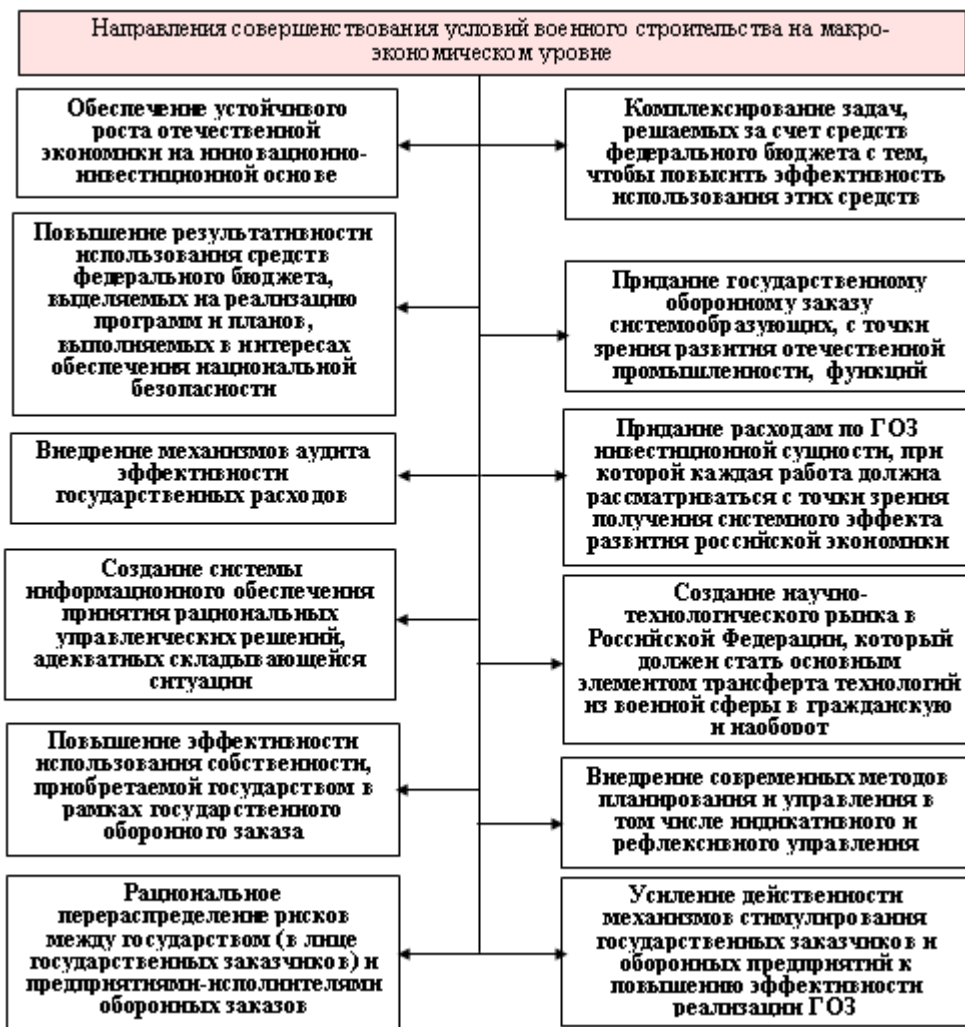 Направления совершенствования условий военного строительства на макро-
экономическом уровне
Обеспечение устойчивого
роста отечественной
экономики на инновационно-
инвестиционной основе
Повышение результативности
использования средств
федерального бюджета,
выделяемых на реализацию
программ и планов,
выполняемых в интересах
обеспечения национальной
безопасности
Внедрение механизмов аудита
эффективности
государственных расходов
Создание системы
информационного обеспечения
принятия рациональных
управленческих решений,
адекватных складывающейся
ситуации
Повышение эффективности
использования собственности,
приобретаемой государством в
рамках государственного
оборонного заказа
Рациональное
перераспределение рисков
между государством (в лице
государственных заказчиков) и
предприятиями-исполнителями
оборонных заказов
Комплексирование задач,
решаемых за счет средств
федерального бюджета с тем,
чтобы повысить эффективность
использования этих средств
Придание государственному
оборонному заказу
системообразующих, с точки
зрения развития отечественной
промышленности, функций
Придание расходам по ГОЗ
инвестиционной сущности, при
которой каждая работа должна
рассматриваться с точки зрения
получения системного эффекта
развития российской экономики
Создание научно-
технологического рынка в
Российской Федерации, который
должен стать основным
элементом трансферта технологий
из военной сферы в гражданскую
и наоборот
Внедрение современных методов
планирования и управления в
том числе индикативного и
рефлексивного управления
Усиление действенности
механизмов стимулирования
государственных заказчиков и
оборонных предприятий к
повышению эффективности
реализации ГОЗ